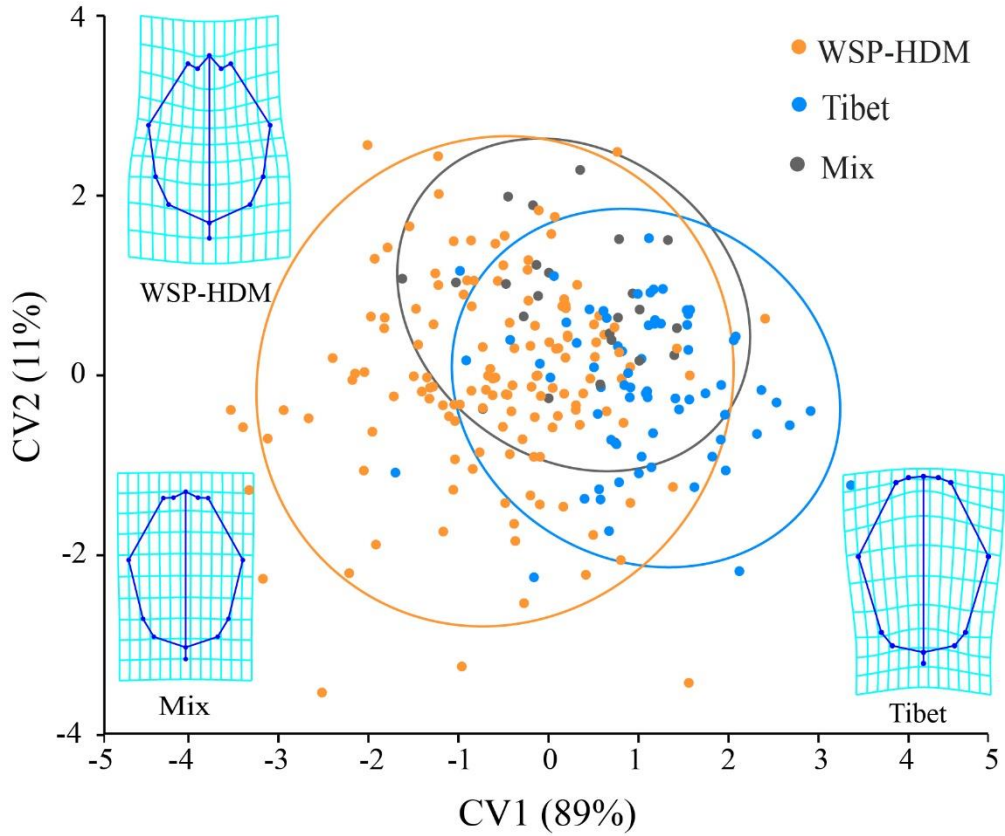 4
WSP-HDM
Tibet
Mix
WSP-HDM
2
0
CV2 (11%)
-2
Mix
Tibet
-4
-5 -4 -3 -2 -1 0 1 2 3 4 5
CV1 (89%)